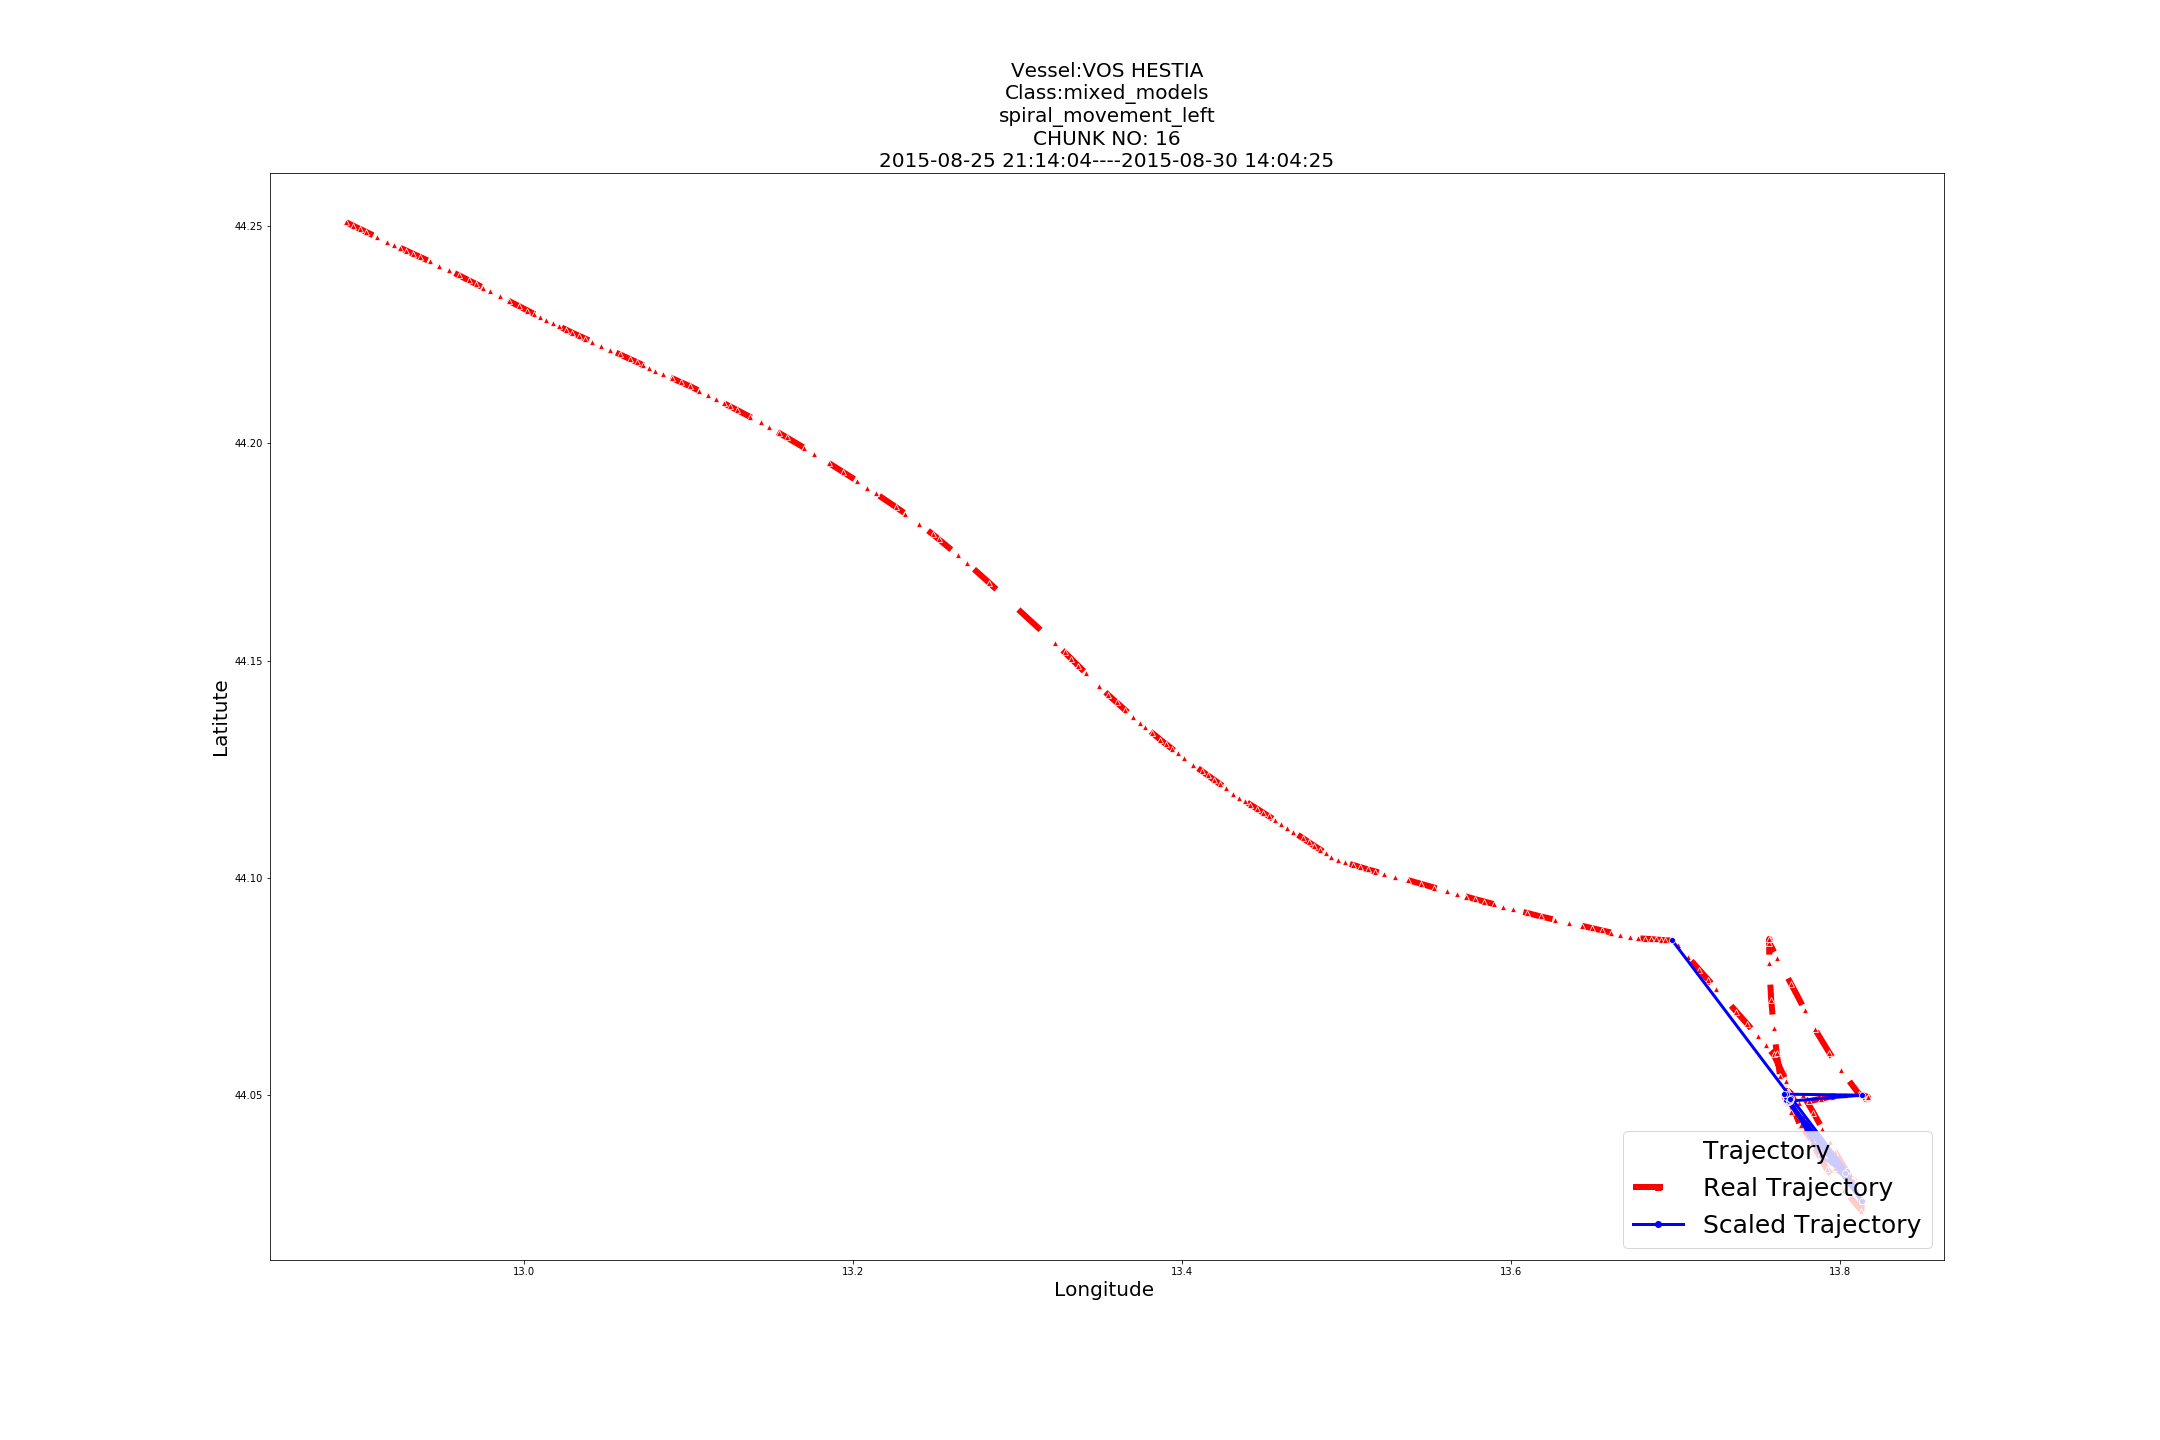 Vessel:VOS HESTIA
Class:mixed_models
spiral_movement_left
CHUNK NO: 16
2015-08-25 21:14:04----2015-08-30 14:04:25
44.25
44.20
44.15
44.10
44.05
Latitute
13.0
13.2
13.4
13.6
13.8
Longitude
Trajectory
Real Trajectory
Scaled Trajectory